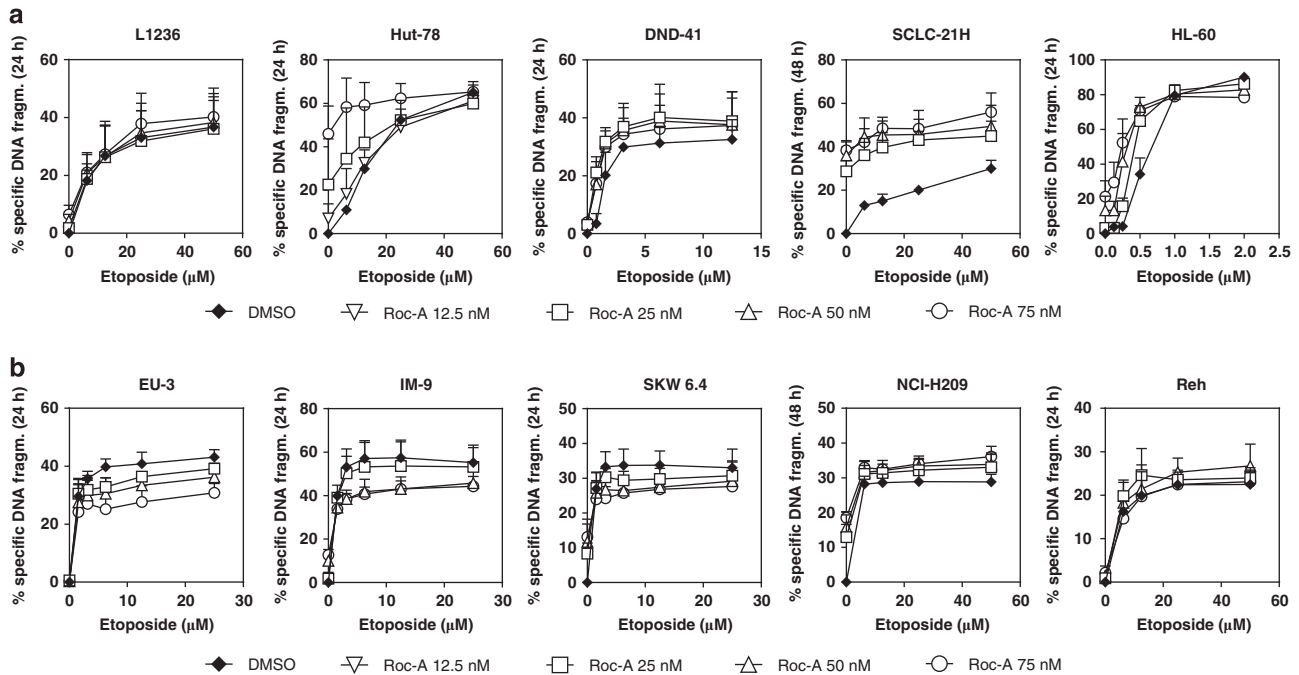 a
L1236
Hut-78
DND-41
SCLC-21H
HL-60
% specific DNA fragm. (24 h)
60
40
20
0
0 20 40 60
Etoposide (µM)
% specific DNA fragm. (24 h)
80
60
40
20
0
0 20 40 60
Etoposide (µM)
% specific DNA fragm. (24 h)
60
40
20
0
0 5 10 15
Etoposide (µM)
% specific DNA fragm. (48 h)
80
60
40
20
0
0 20 40 60
Etoposide (µM)
% specific DNA fragm. (24 h)
100
80
60
40
20
0
0.0 0.5 1.0 1.5 2.0 2.5
Etoposide (µM)
DMSO Roc-A 12.5 nM Roc-A 25 nM Roc-A 50 nM Roc-A 75 nM
b
EU-3
IM-9
SKW 6.4
NCI-H209
Reh
% specific DNA fragm. (24 h)
60
40
20
0
0 10 20 30
Etoposide (µM)
% specific DNA fragm. (24 h)
80
60
40
20
0
0 10 20 30
Etoposide (µM)
% specific DNA fragm. (24 h)
50
40
30
20
10
0
0 10 20 30
Etoposide (µM)
% specific DNA fragm. (48 h)
50
40
30
20
10
0
0 20 40 60
Etoposide (µM)
% specific DNA fragm. (24 h)
40
30
20
10
0
0 20 40 60
Etoposide (µM)
DMSO Roc-A 12.5 nM Roc-A 25 nM Roc-A 50 nM Roc-A 75 nM